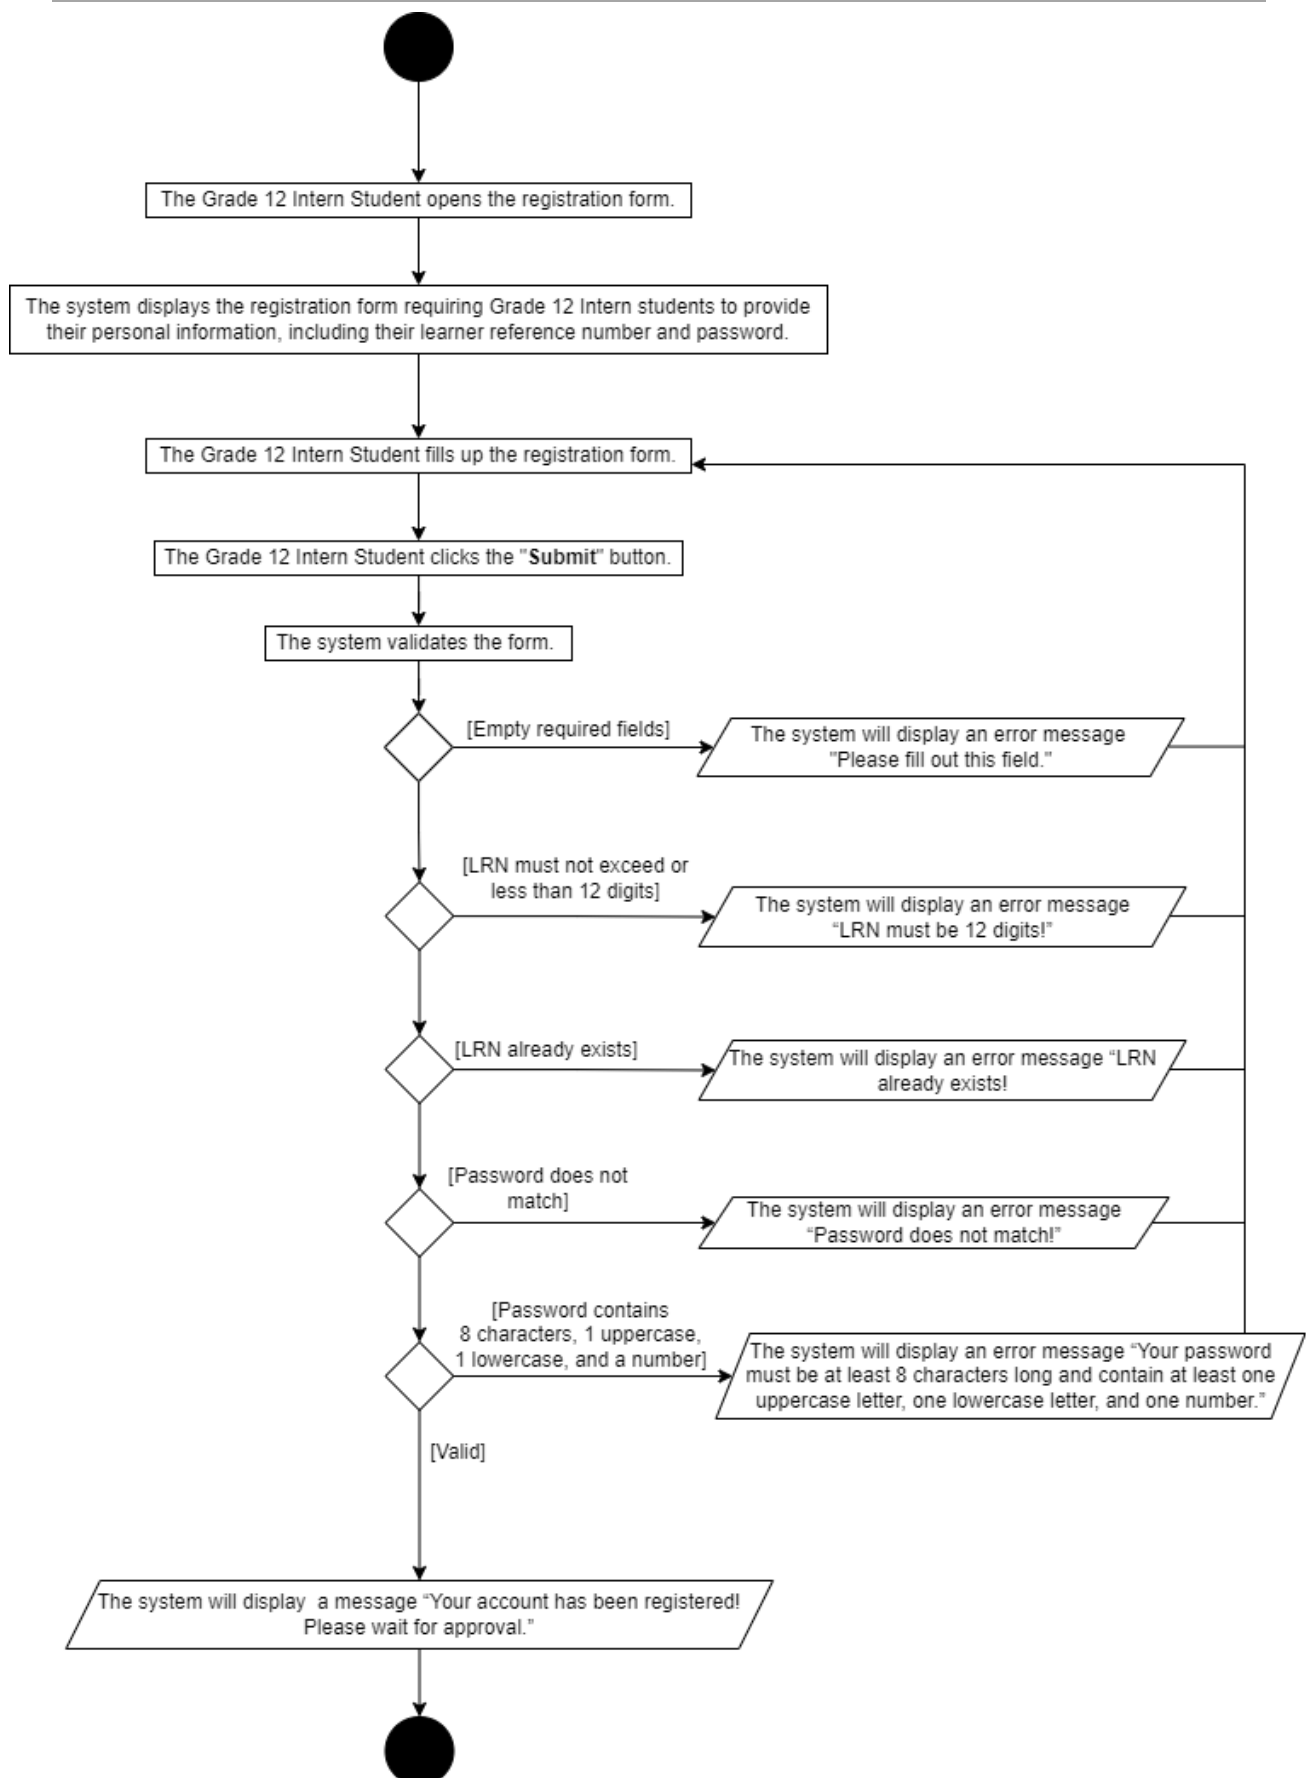 The Grade 12 Intern Student opens the registration form.
The system displays the registration form requiring Grade 12 Intern students to provide
their personal information, including their learner reference number and password.
The Grade 12 Intern Student fills up the registration form.
The Grade 12 Intern Student clicks the "Submit" button.
The system validates the form.
[Empty required fields]
The system will display an error message
"Please fill out this field."
[LRN must not exceed or
less than 12 digits]
The system will display an error message
“LRN must be 12 digits!”
[LRN already exists]
The system will display an error message “LRN
already exists!
[Password does not
match]
The system will display an error message
“Password does not match!”
[Password contains
8 characters, 1 uppercase,
1 lowercase, and a number]
The system will display an error message “Your password
must be at least 8 characters long and contain at least one
uppercase letter, one lowercase letter, and one number.”
[Valid]
The system will display  a message “Your account has been registered!
Please wait for approval.”